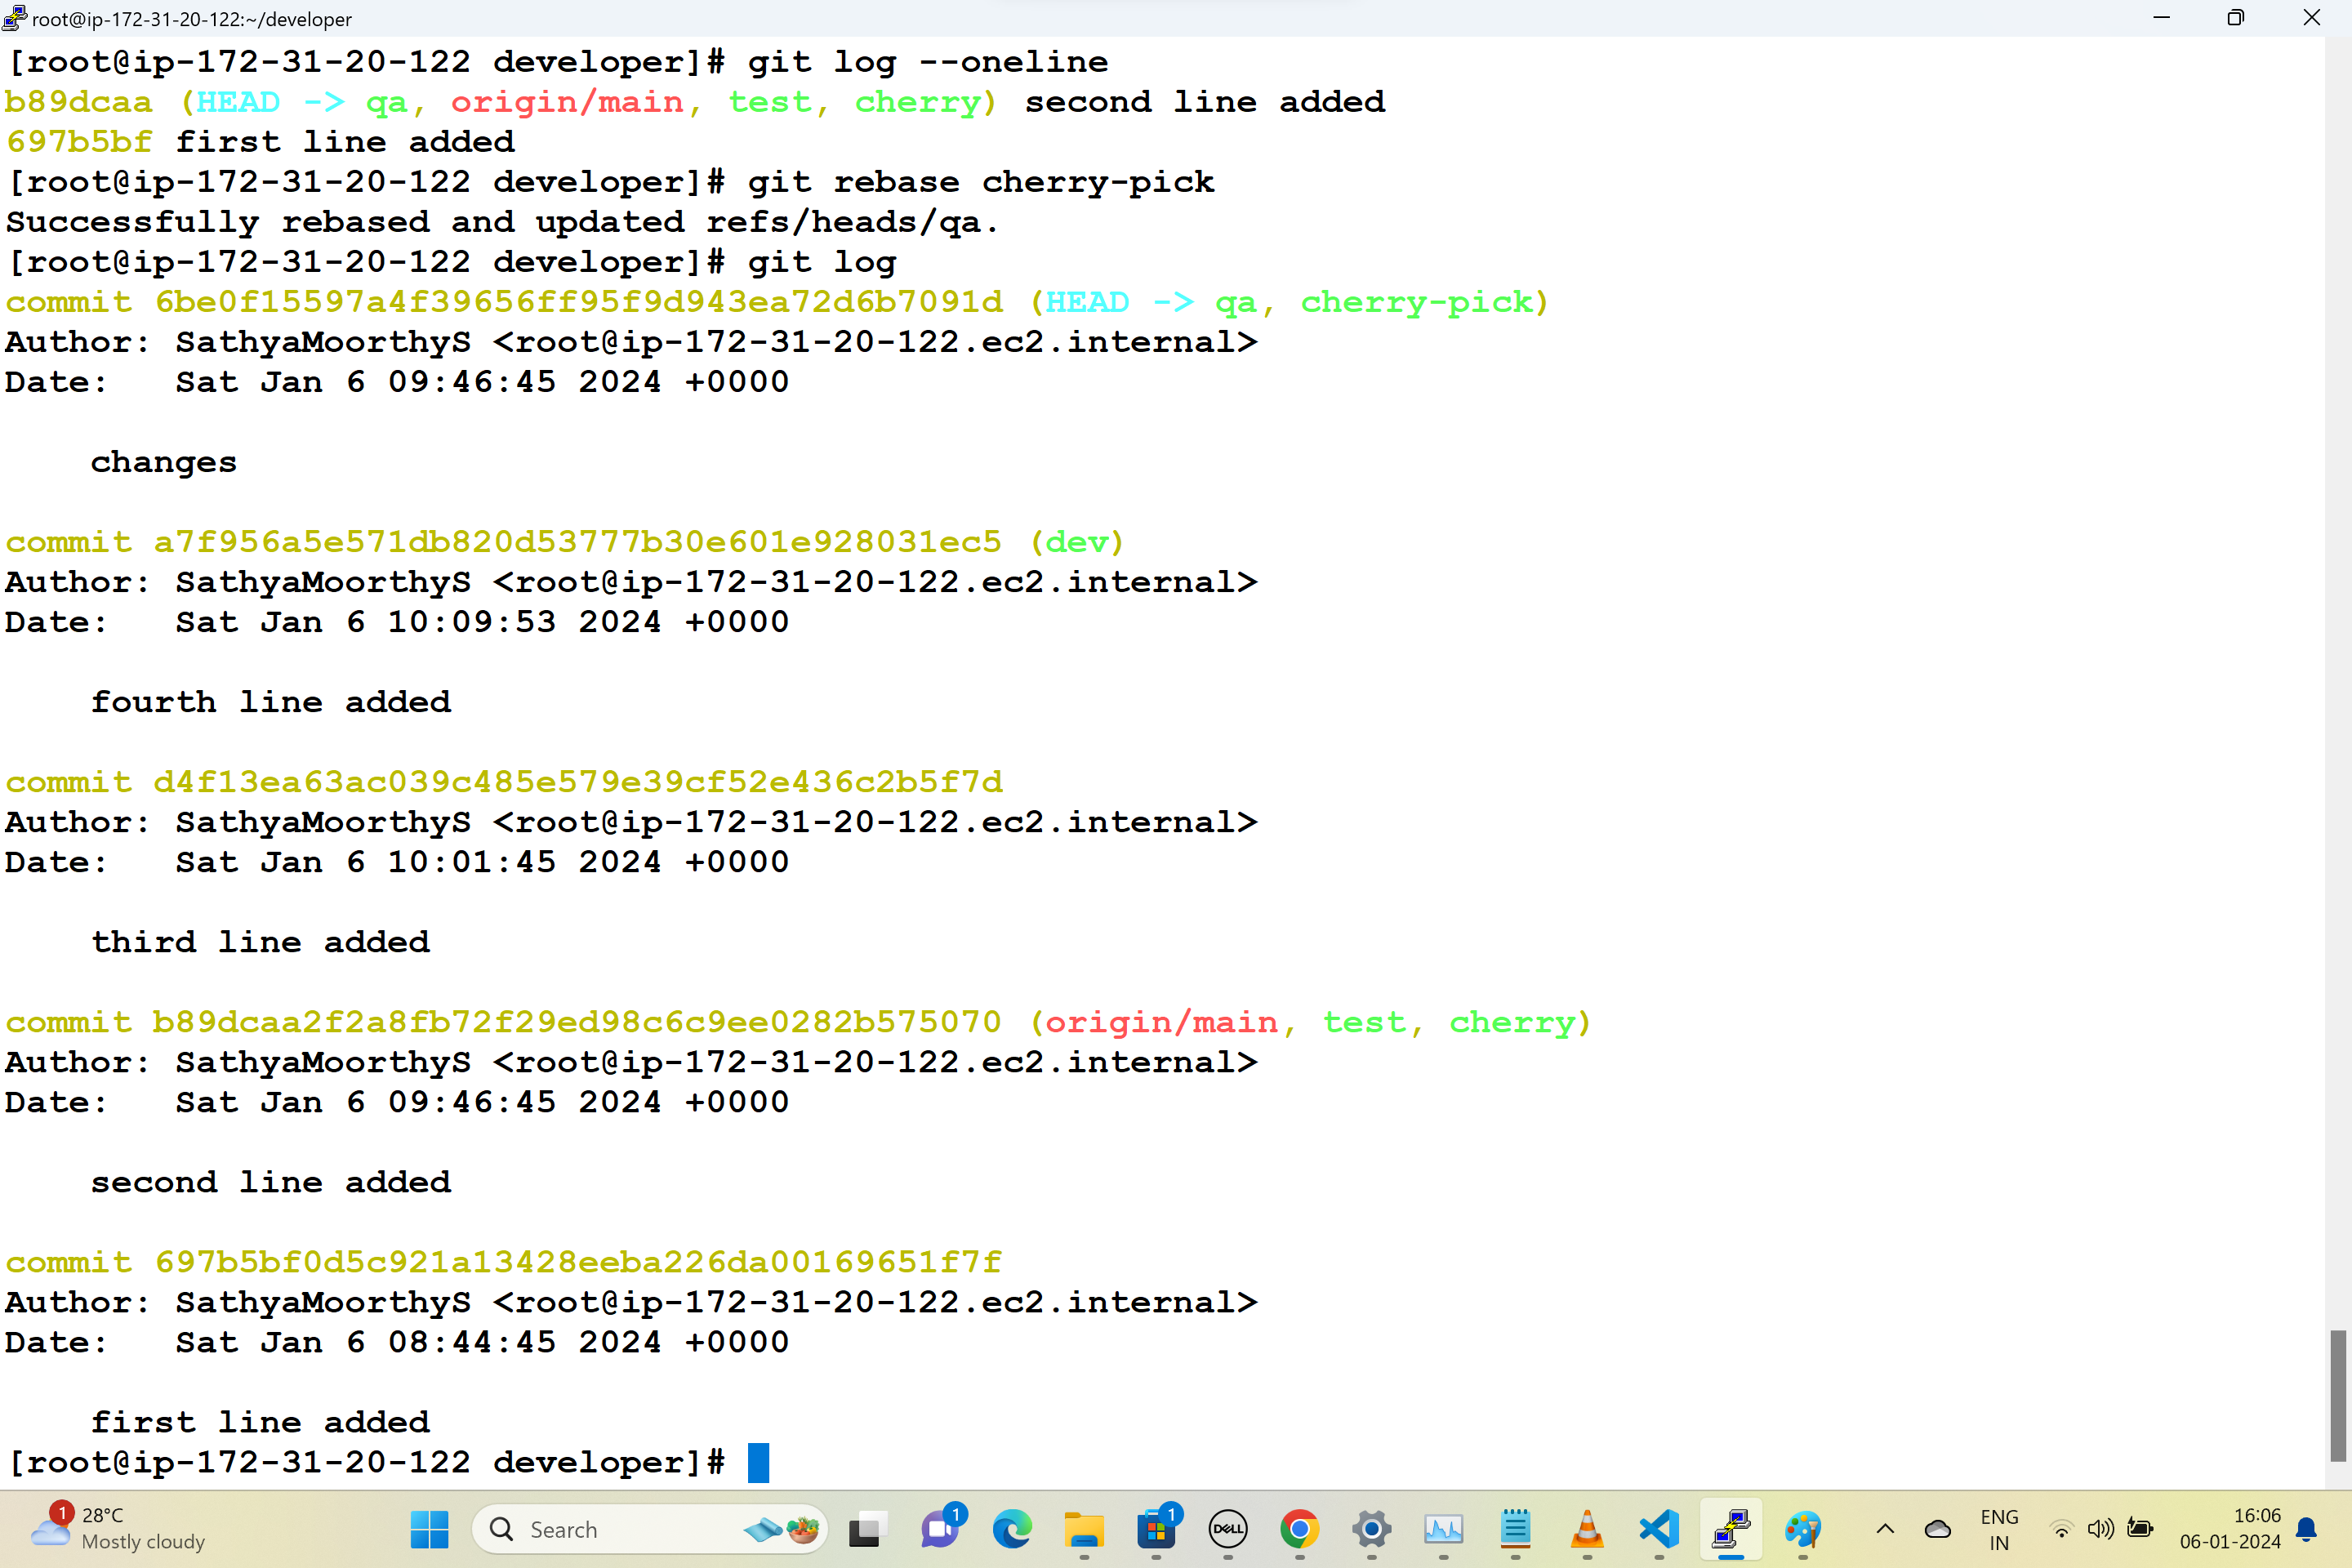 root@ip-172-31-20-122:~/developer
[root@ip-172-31-20-122 developer]# git log --oneline
b89dcaa (HEAD -> qa, origin/main, test, cherry) second line added
697b5bf first line added
[root@ip-172-31-20-122 developer]# git rebase cherry-pick
Successfully rebased and updated refs/heads/qa.
[root@ip-172-31-20-122 developer]# git log
commit 6be0f15597a4f39656ff95f9d943ea72d6b7091d (HEAD -> qa, cherry-pick)
Author: SathyaMoorthyS <root@ip-172-31-20-122.ec2.internal>
Date:   Sat Jan 6 09:46:45 2024 +0000
changes
commit a7f956a5e571db820d53777b30e601e928031ec5 (dev)
Author: SathyaMoorthyS <root@ip-172-31-20-122.ec2.internal>
Date:   Sat Jan 6 10:09:53 2024 +0000
fourth line added
commit d4f13ea63ac039c485e579e39cf52e436c2b5f7d
Author: SathyaMoorthyS <root@ip-172-31-20-122.ec2.internal>
Date:   Sat Jan 6 10:01:45 2024 +0000
third line added
commit b89dcaa2f2a8fb72f29ed98c6c9ee0282b575070 (origin/main, test, cherry)
Author: SathyaMoorthyS <root@ip-172-31-20-122.ec2.internal>
Date:   Sat Jan 6 09:46:45 2024 +0000
second line added
commit 697b5bf0d5c921a13428eeba226da00169651f7f
Author: SathyaMoorthyS <root@ip-172-31-20-122.ec2.internal>
Date:   Sat Jan 6 08:44:45 2024 +0000
first line added
[root@ip-172-31-20-122 developer]#
1
28°C
Mostly cloudy
Search
1
1
DELL
ENG
IN
16:06
06-01-2024